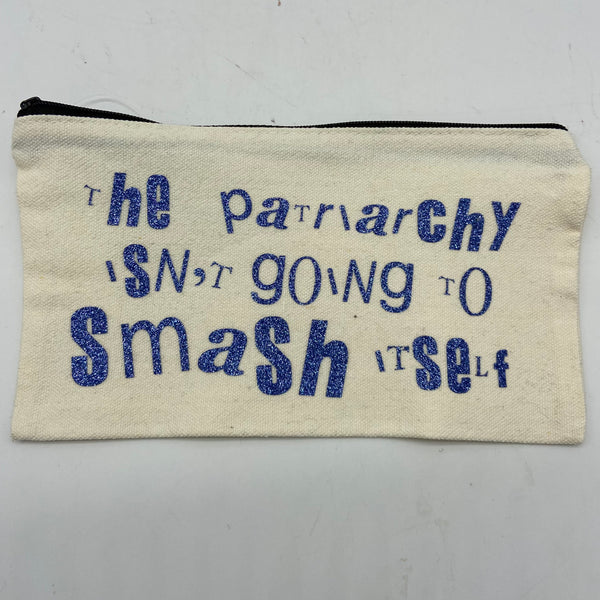 The patriarchy
isN'T goiNg TO
SmaSh iTSeLf